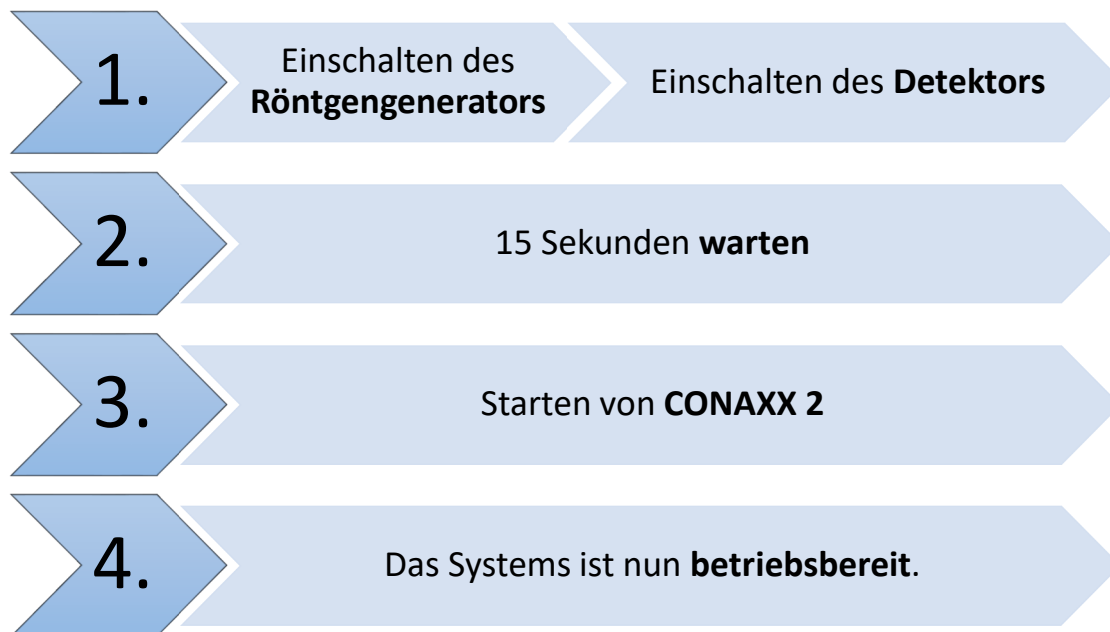 1.
Einschalten des
Röntgengenerators
Einschalten des Detektors
2.
15 Sekunden warten
3.
Starten von CONAXX 2
4.
Das Systems ist nun betriebsbereit.